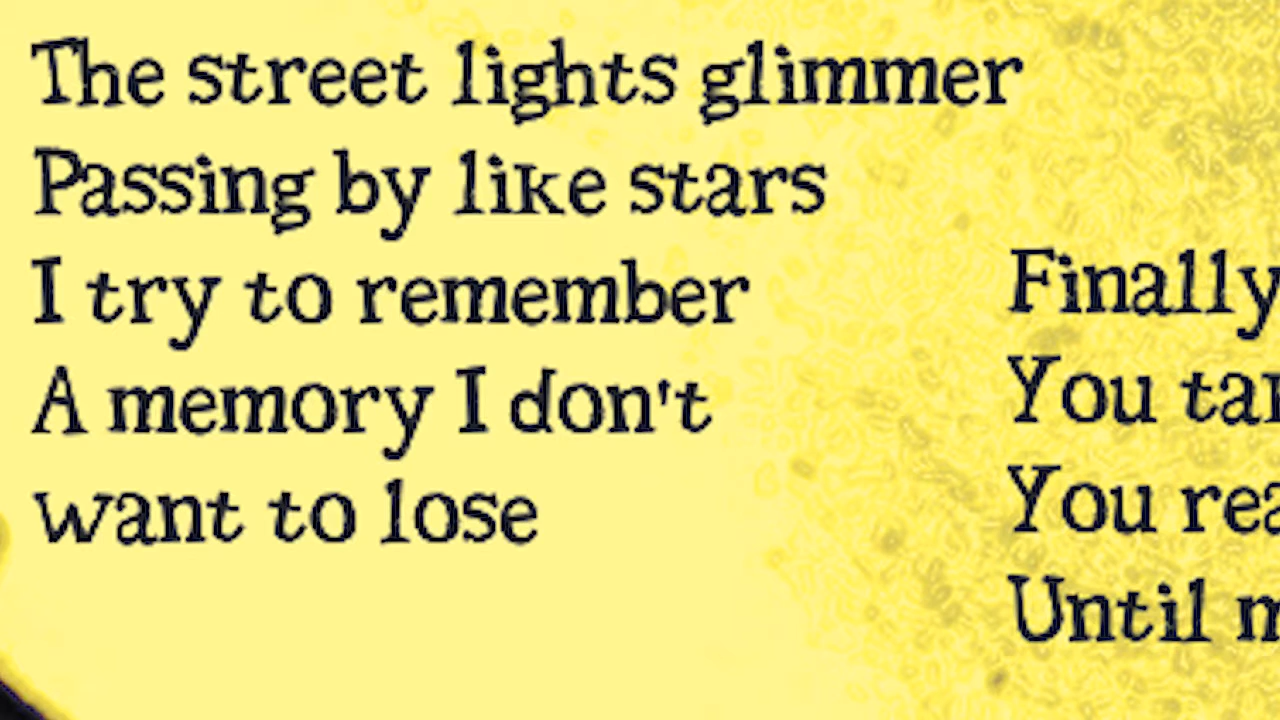 The street lights glimmer
Passing by like stars
I try to remember
A memory I don't
want to lose
Finally
You
You
Until